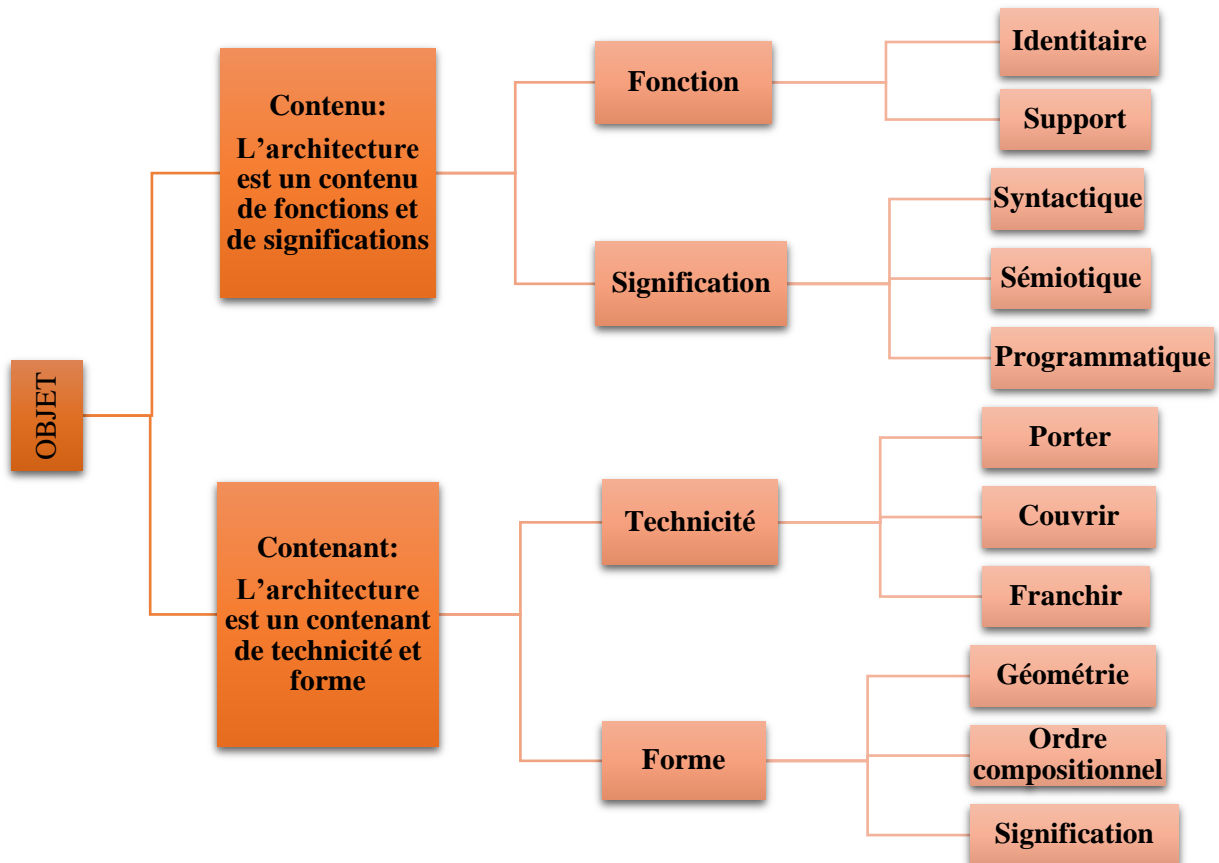 OBJET
Contenu:
L’architecture
est un contenu
de fonctions et
de significations
Fonction
Identitaire
Support
Signification
Syntactique
Sémiotique
Programmatique
Contenant:
L’architecture
est un contenant
de technicité et
forme
Technicité
Porter
Couvrir
Franchir
Forme
Géométrie
Ordre
compositionnel
Signification